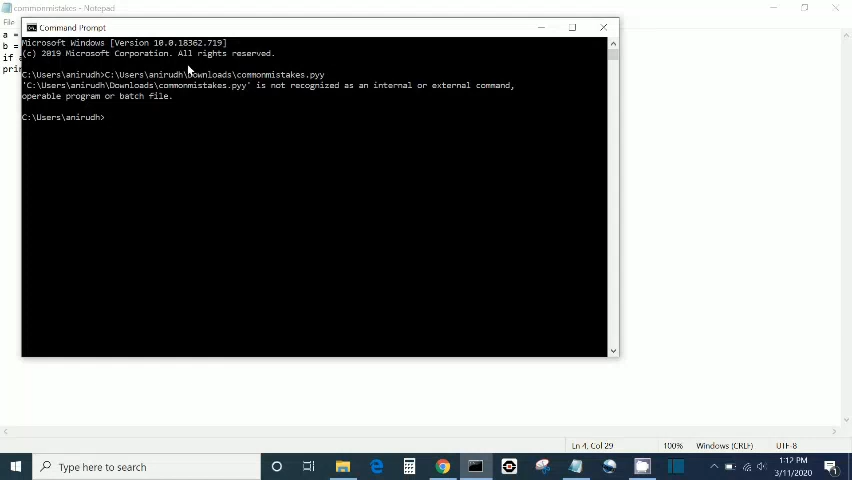 commonmistakes - Notepad
File
a =
b =
if a
prin
Command Prompt
Microsoft Windows [Version 10.0.18362.719]
(c) 2019 Microsoft Corporation. All rights reserved.
C:\Users\anirudh>C:\Users\anirudh\Downloads\commonmistakes.pyy
'C:\Users\anirudh\Downloads\commonmistakes.pyy' is not recognized as an internal or external command,
operable program or batch file.
C:\Users\anirudh>
Ln 4, Col 29
100%
Windows (CRLF)
UTF-8
Type here to search
1:12 PM
3/11/2020